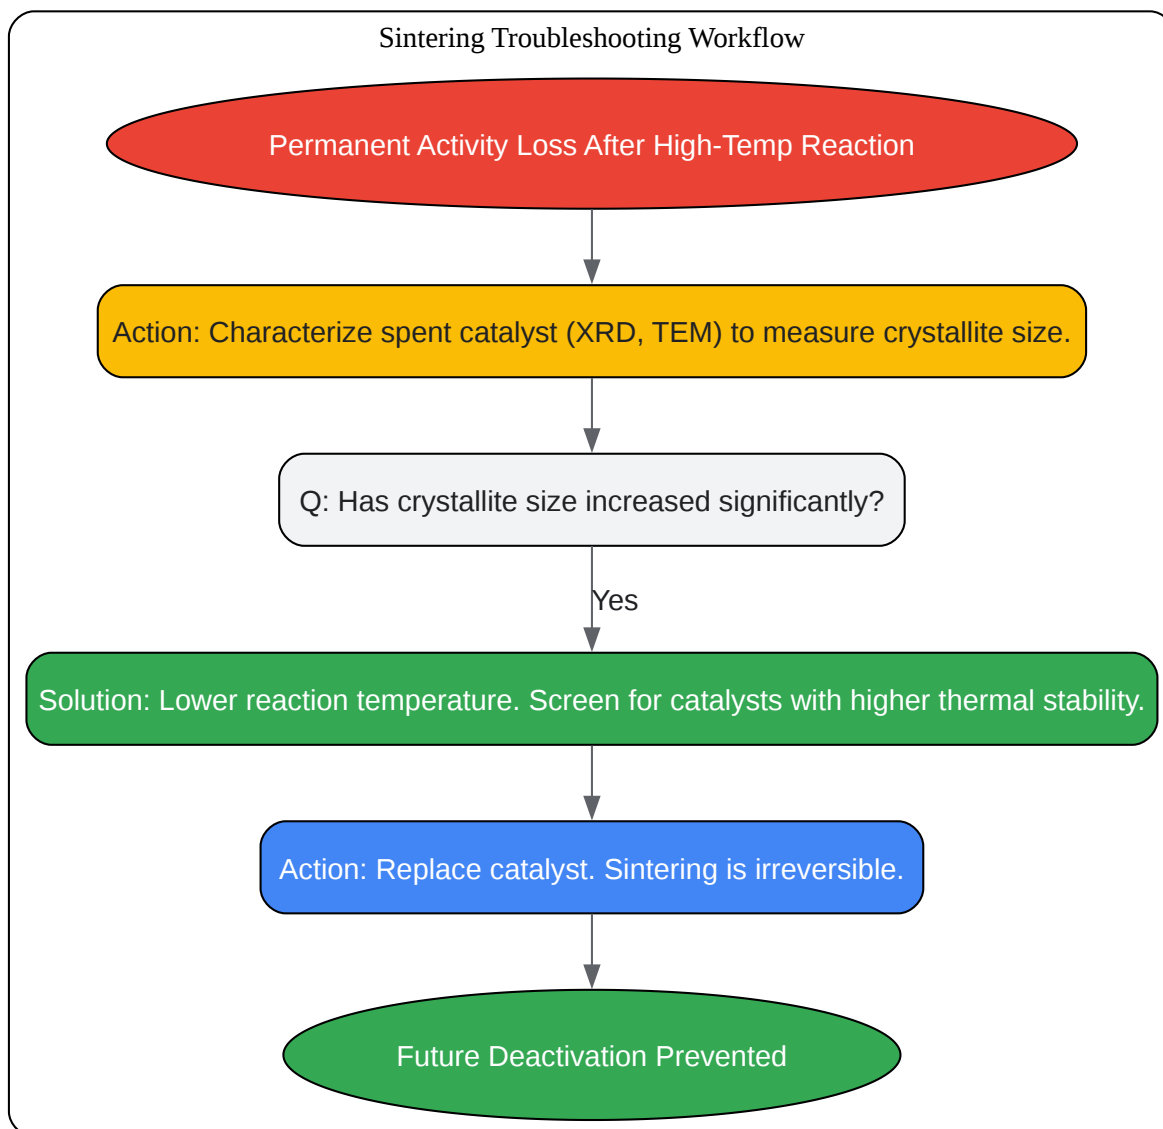 Sintering Troubleshooting Workflow
Permanent Activity Loss After High-Temp Reaction
Action: Characterize spent catalyst (XRD, TEM) to measure crystallite size.
Q: Has crystallite size increased significantly?
Yes
Solution: Lower reaction temperature. Screen for catalysts with higher thermal stability.
Action: Replace catalyst. Sintering is irreversible.
Future Deactivation Prevented